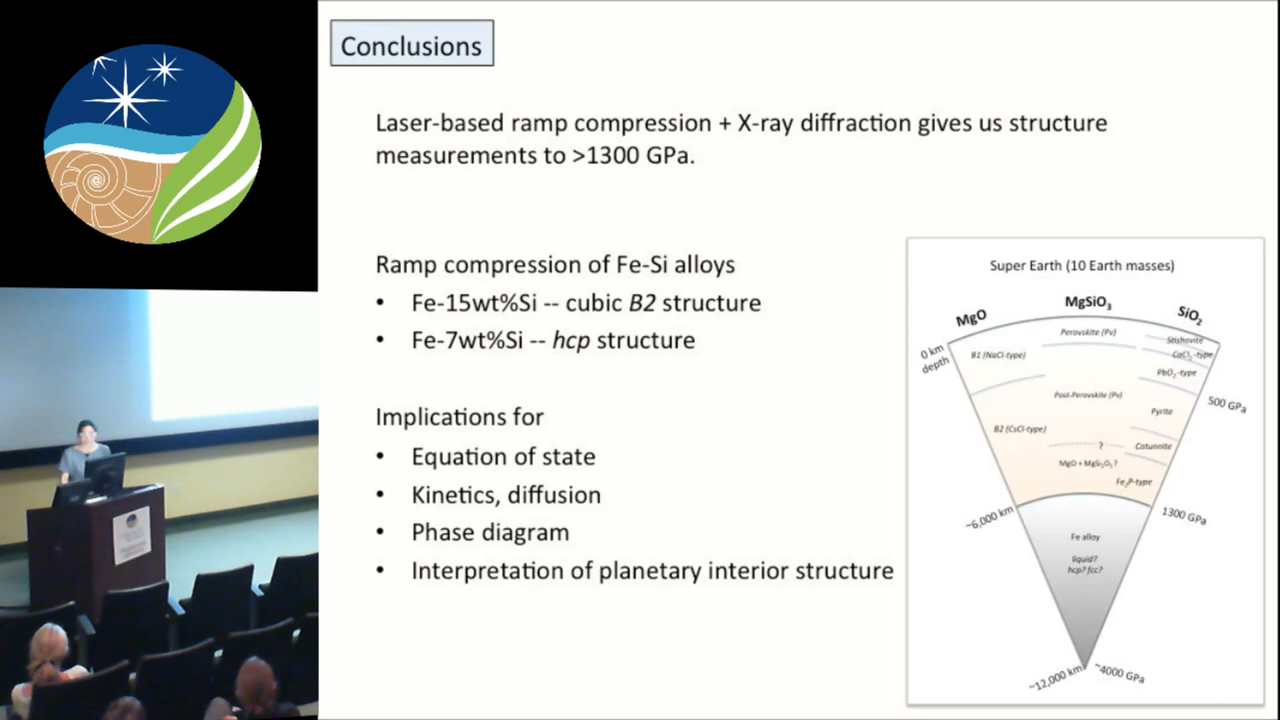 Conclusions
Laser-based ramp compression + X-ray diffraction gives us structure
measurements to >1300 GPa.
Ramp compression of Fe-Si alloys
• Fe-15wt%Si -- cubic B2 structure
• Fe-7wt%Si -- hcp structure
Implications for
• Equation of state
• Kinetics, diffusion
• Phase diagram
• Interpretation of planetary interior structure
Super Earth (10 Earth masses)
MgO
MgSiO₃
SiO₂
0 km
depth
Perovskite (Pv)
Stishovite
B1 (NaCl-type)
CaCl₂-type
PbO₂-type
Post-Perovskite (Pv)
500 GPa
Pyrite
B2 (CsCl-type)
?
Cotunnite
MgO + MgSi₂O₅?
Fe₂P-type
~6,000 km
1300 GPa
Fe alloy
liquid?
hcp? fcc?
~12,000 km
~4000 GPa